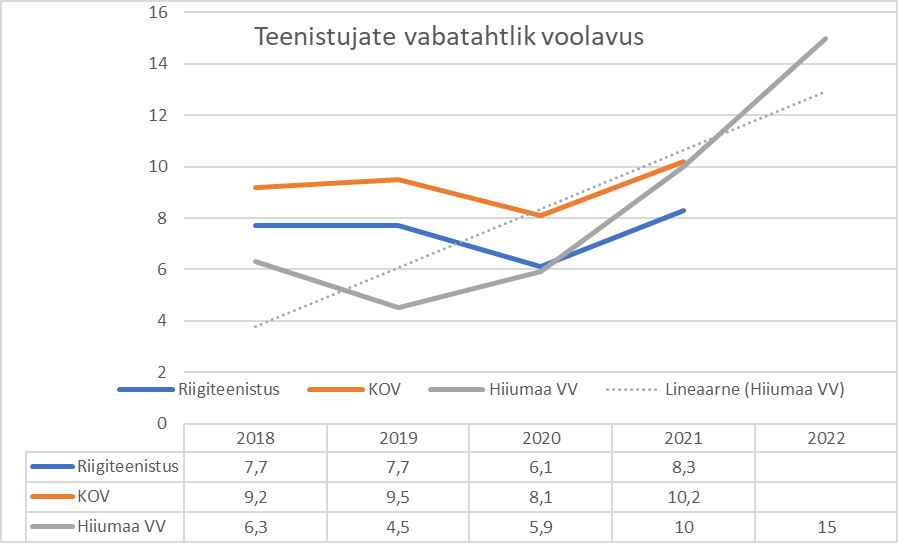 16
Teenistujate vabatahtlik voolavus
14
12
10
8
6
4
2
Riigiteenistus KOV Hiiumaa VV Lineaarne (Hiiumaa VV)
0
2018 2019 2020 2021 2022
Riigiteenistus 7,7 7,7 6,1 8,3
KOV 9,2 9,5 8,1 10,2
Hiiumaa VV 6,3 4,5 5,9 10 15